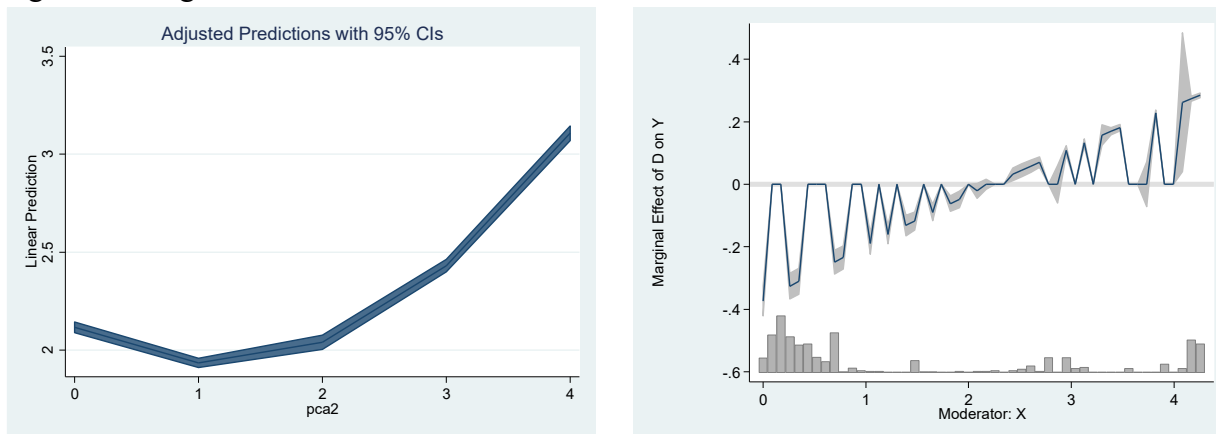 Adjusted Predictions with 95% CIs
Linear Prediction
3.5
3
2.5
2
0 1 2 3 4
pca2
Marginal Effect of D on Y
.4
.2
0
-.2
-.4
-.6
0 1 2 3 4
Moderator: X